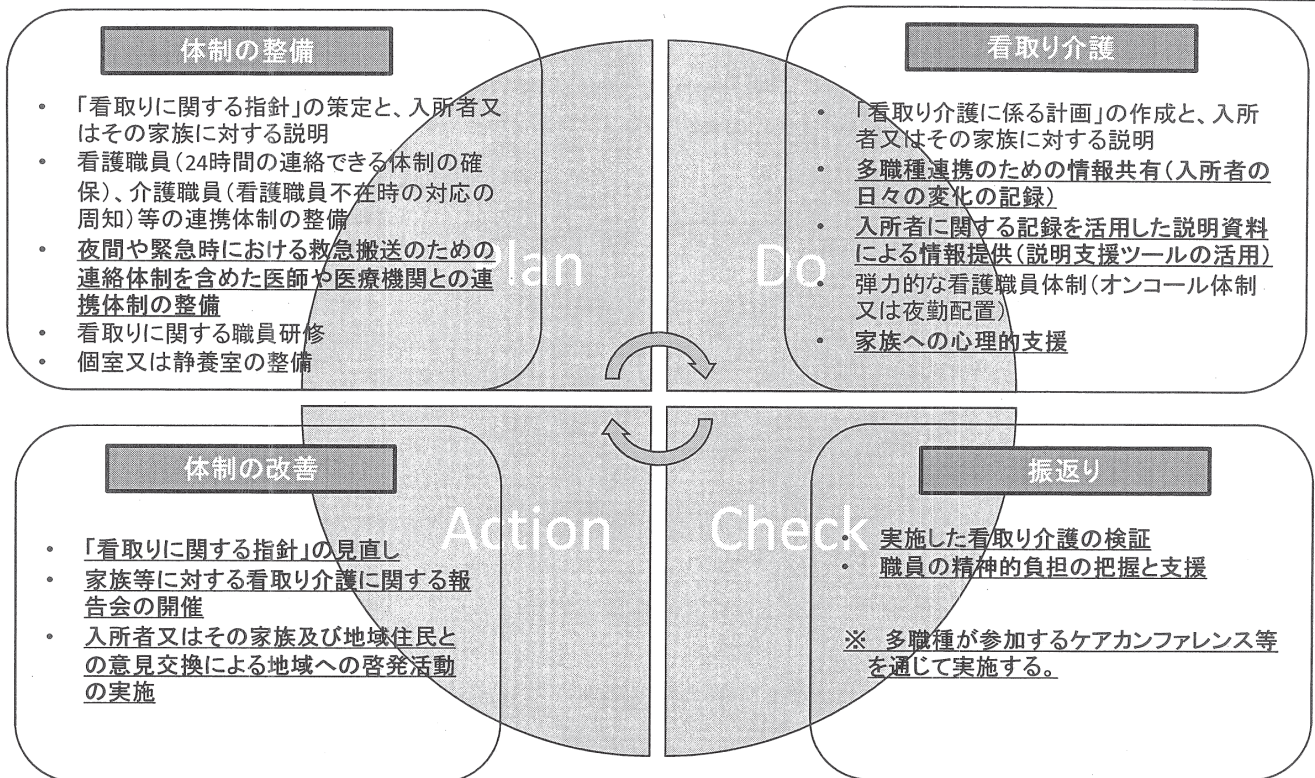 体制の整備
・ 「看取りに関する指針」の策定と、入所者又
はその家族に対する説明
・ 看護職員(24時間の連絡できる体制の確
保)、介護職員(看護職員不在時の対応の
周知)等の連携体制の整備
・ 夜間や緊急時における救急搬送のための
連絡体制を含めた医師や医療機関との連
携体制の整備
・ 看取りに関する職員研修
・ 個室又は静養室の整備
Plan
看取り介護
・ 「看取り介護に係る計画」の作成と、入所
者又はその家族に対する説明
・ 多職種連携のための情報共有(入所者の
日々の変化の記録)
・ 入所者に関する記録を活用した説明資料
による情報提供(説明支援ツールの活用)
・ 弾力的な看護職員体制(オンコール体制
又は夜勤配置)
・ 家族への心理的支援
Do
体制の改善
・ 「看取りに関する指針」の見直し
・ 家族等に対する看取り介護に関する報
告会の開催
・ 入所者又はその家族及び地域住民と
の意見交換による地域への啓発活動
の実施
Action
振返り
・ 実施した看取り介護の検証
・ 職員の精神的負担の把握と支援
※ 多職種が参加するケアカンファレンス等
を通じて実施する。
Check